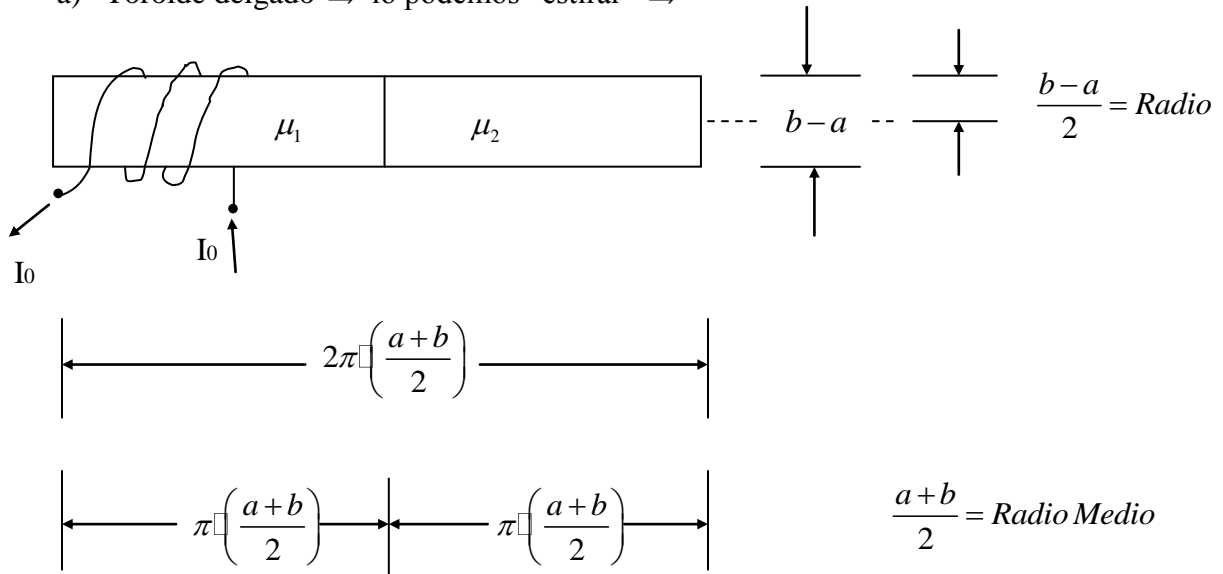 a) Toroide delgado → lo podemos "estirar" →
μ₁ μ₂ b − a (b − a)/2 = Radio
I0
I0
2π▯((a + b)/2)
π▯((a + b)/2) π▯((a + b)/2) (a + b)/2 = Radio Medio